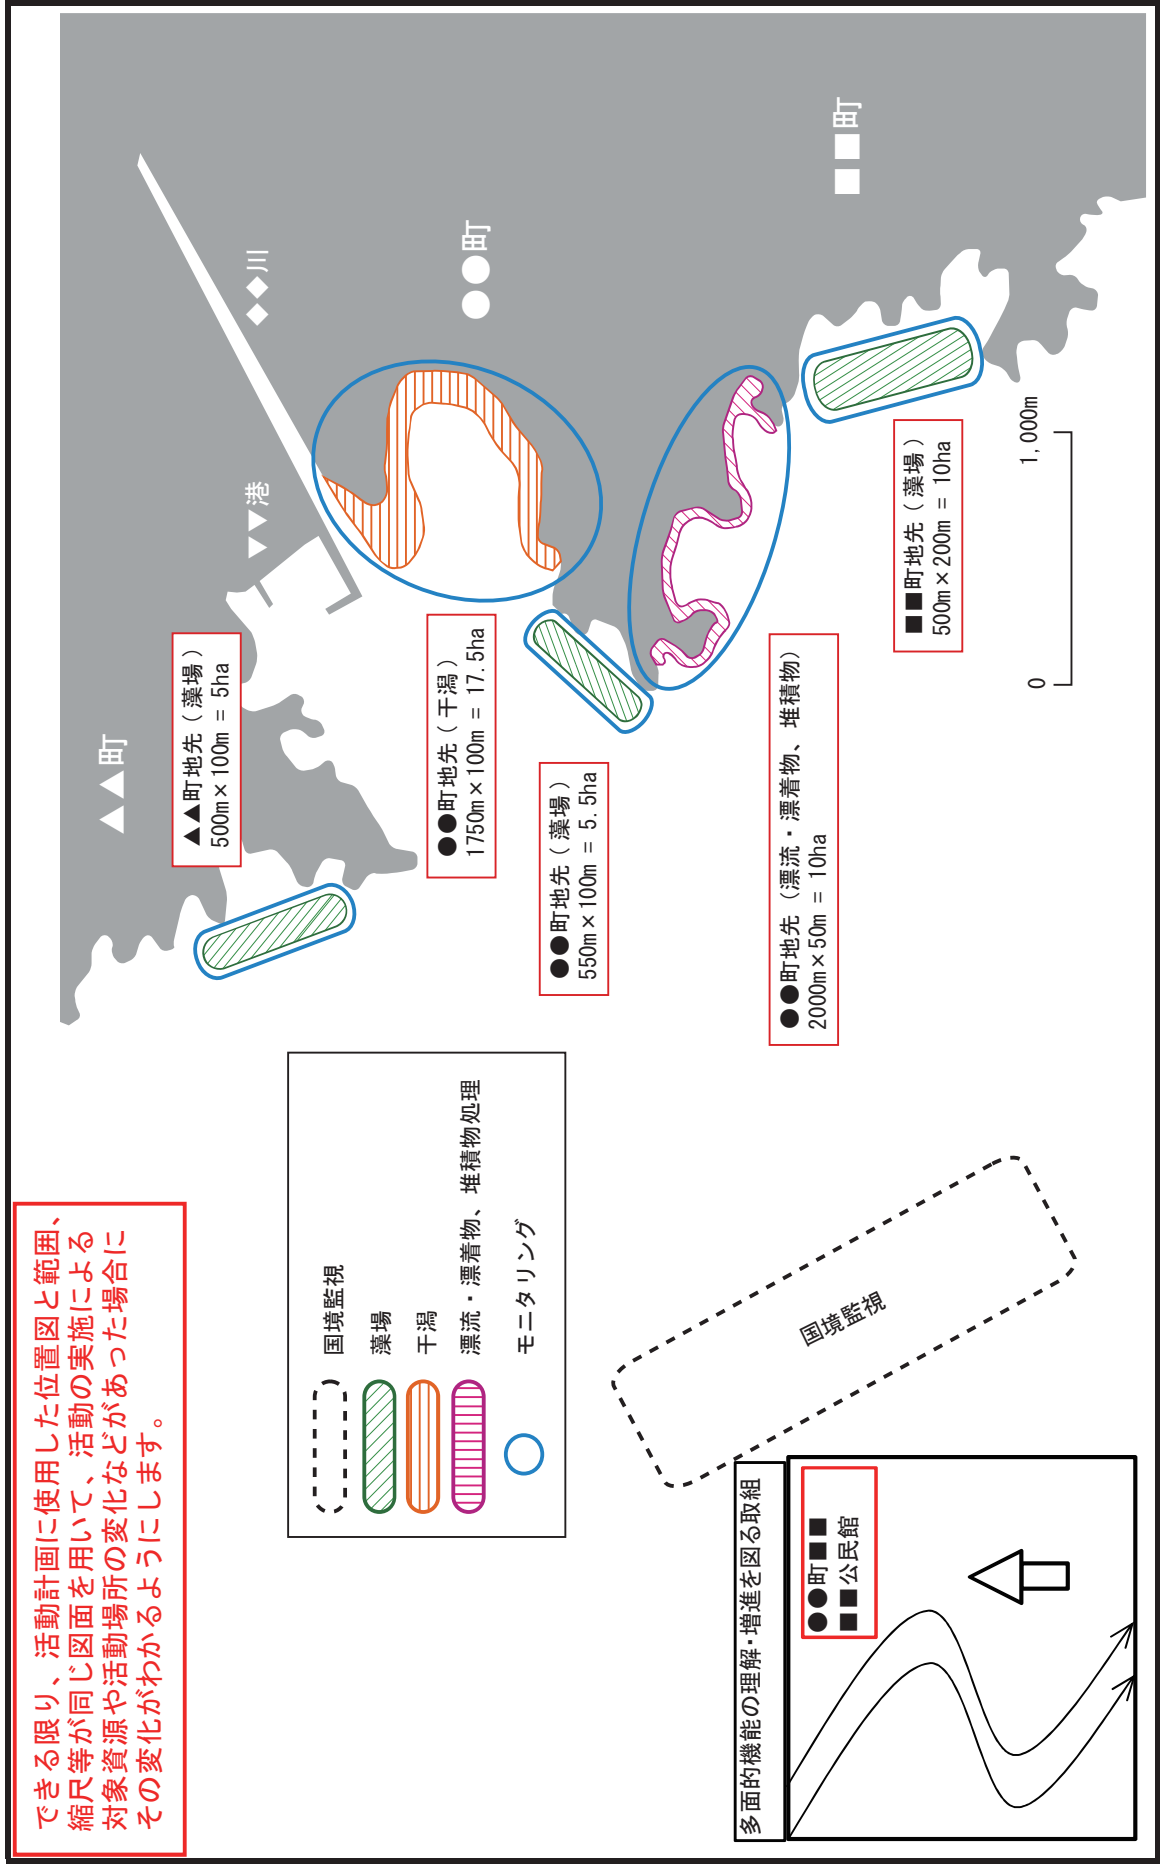 できる限り、活動計画に使用した位置図と範囲、
縮尺等が同じ図面を用いて、活動の実施による
対象資源や活動場所の変化などがあった場合に
その変化がわかるようにします。
▲▲町
◆◆川
▼▼港
●●町
■■町
▲▲町地先（藻場）
500m×100m = 5ha
●●町地先（干潟）
1750m×100m = 17.5ha
●●町地先（藻場）
550m×100m = 5.5ha
●●町地先（漂流・漂着物、堆積物）
2000m×50m = 10ha
■■町地先（藻場）
500m×200m = 10ha
0
1,000m
国境監視
藻場
干潟
漂流・漂着物、堆積物処理
モニタリング
国境監視
多面的機能の理解・増進を図る取組
●●町■■
■■公民館